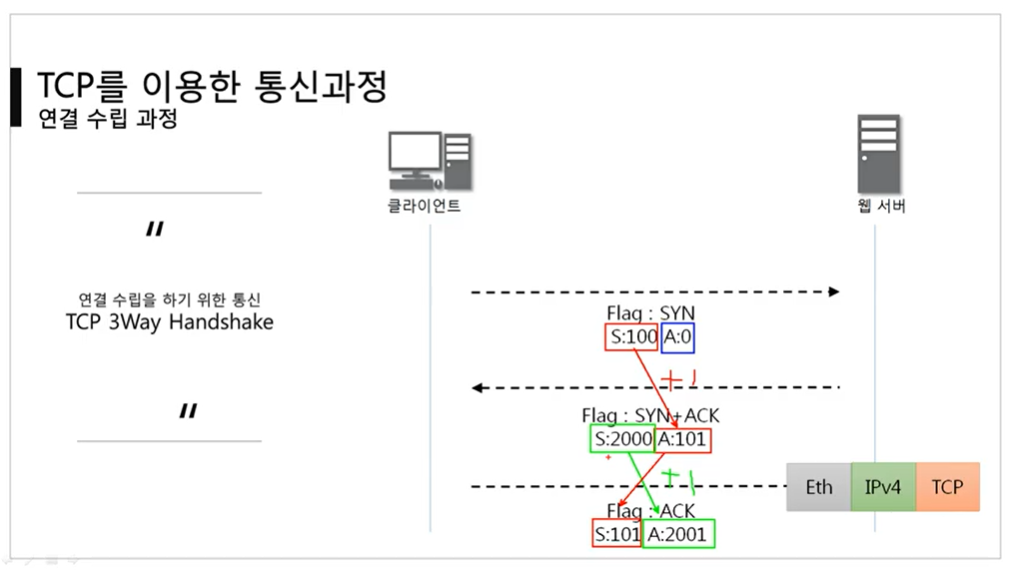 TCP를 이용한 통신과정
연결 수립 과정
클라이언트
웹 서버
"
연결 수립을 하기 위한 통신
TCP 3Way Handshake
"
Flag : SYN
S:100 A:0
+1
Flag : SYN+ACK
S:2000 A:101
+1
Eth IPv4 TCP
Flag : ACK
S:101 A:2001